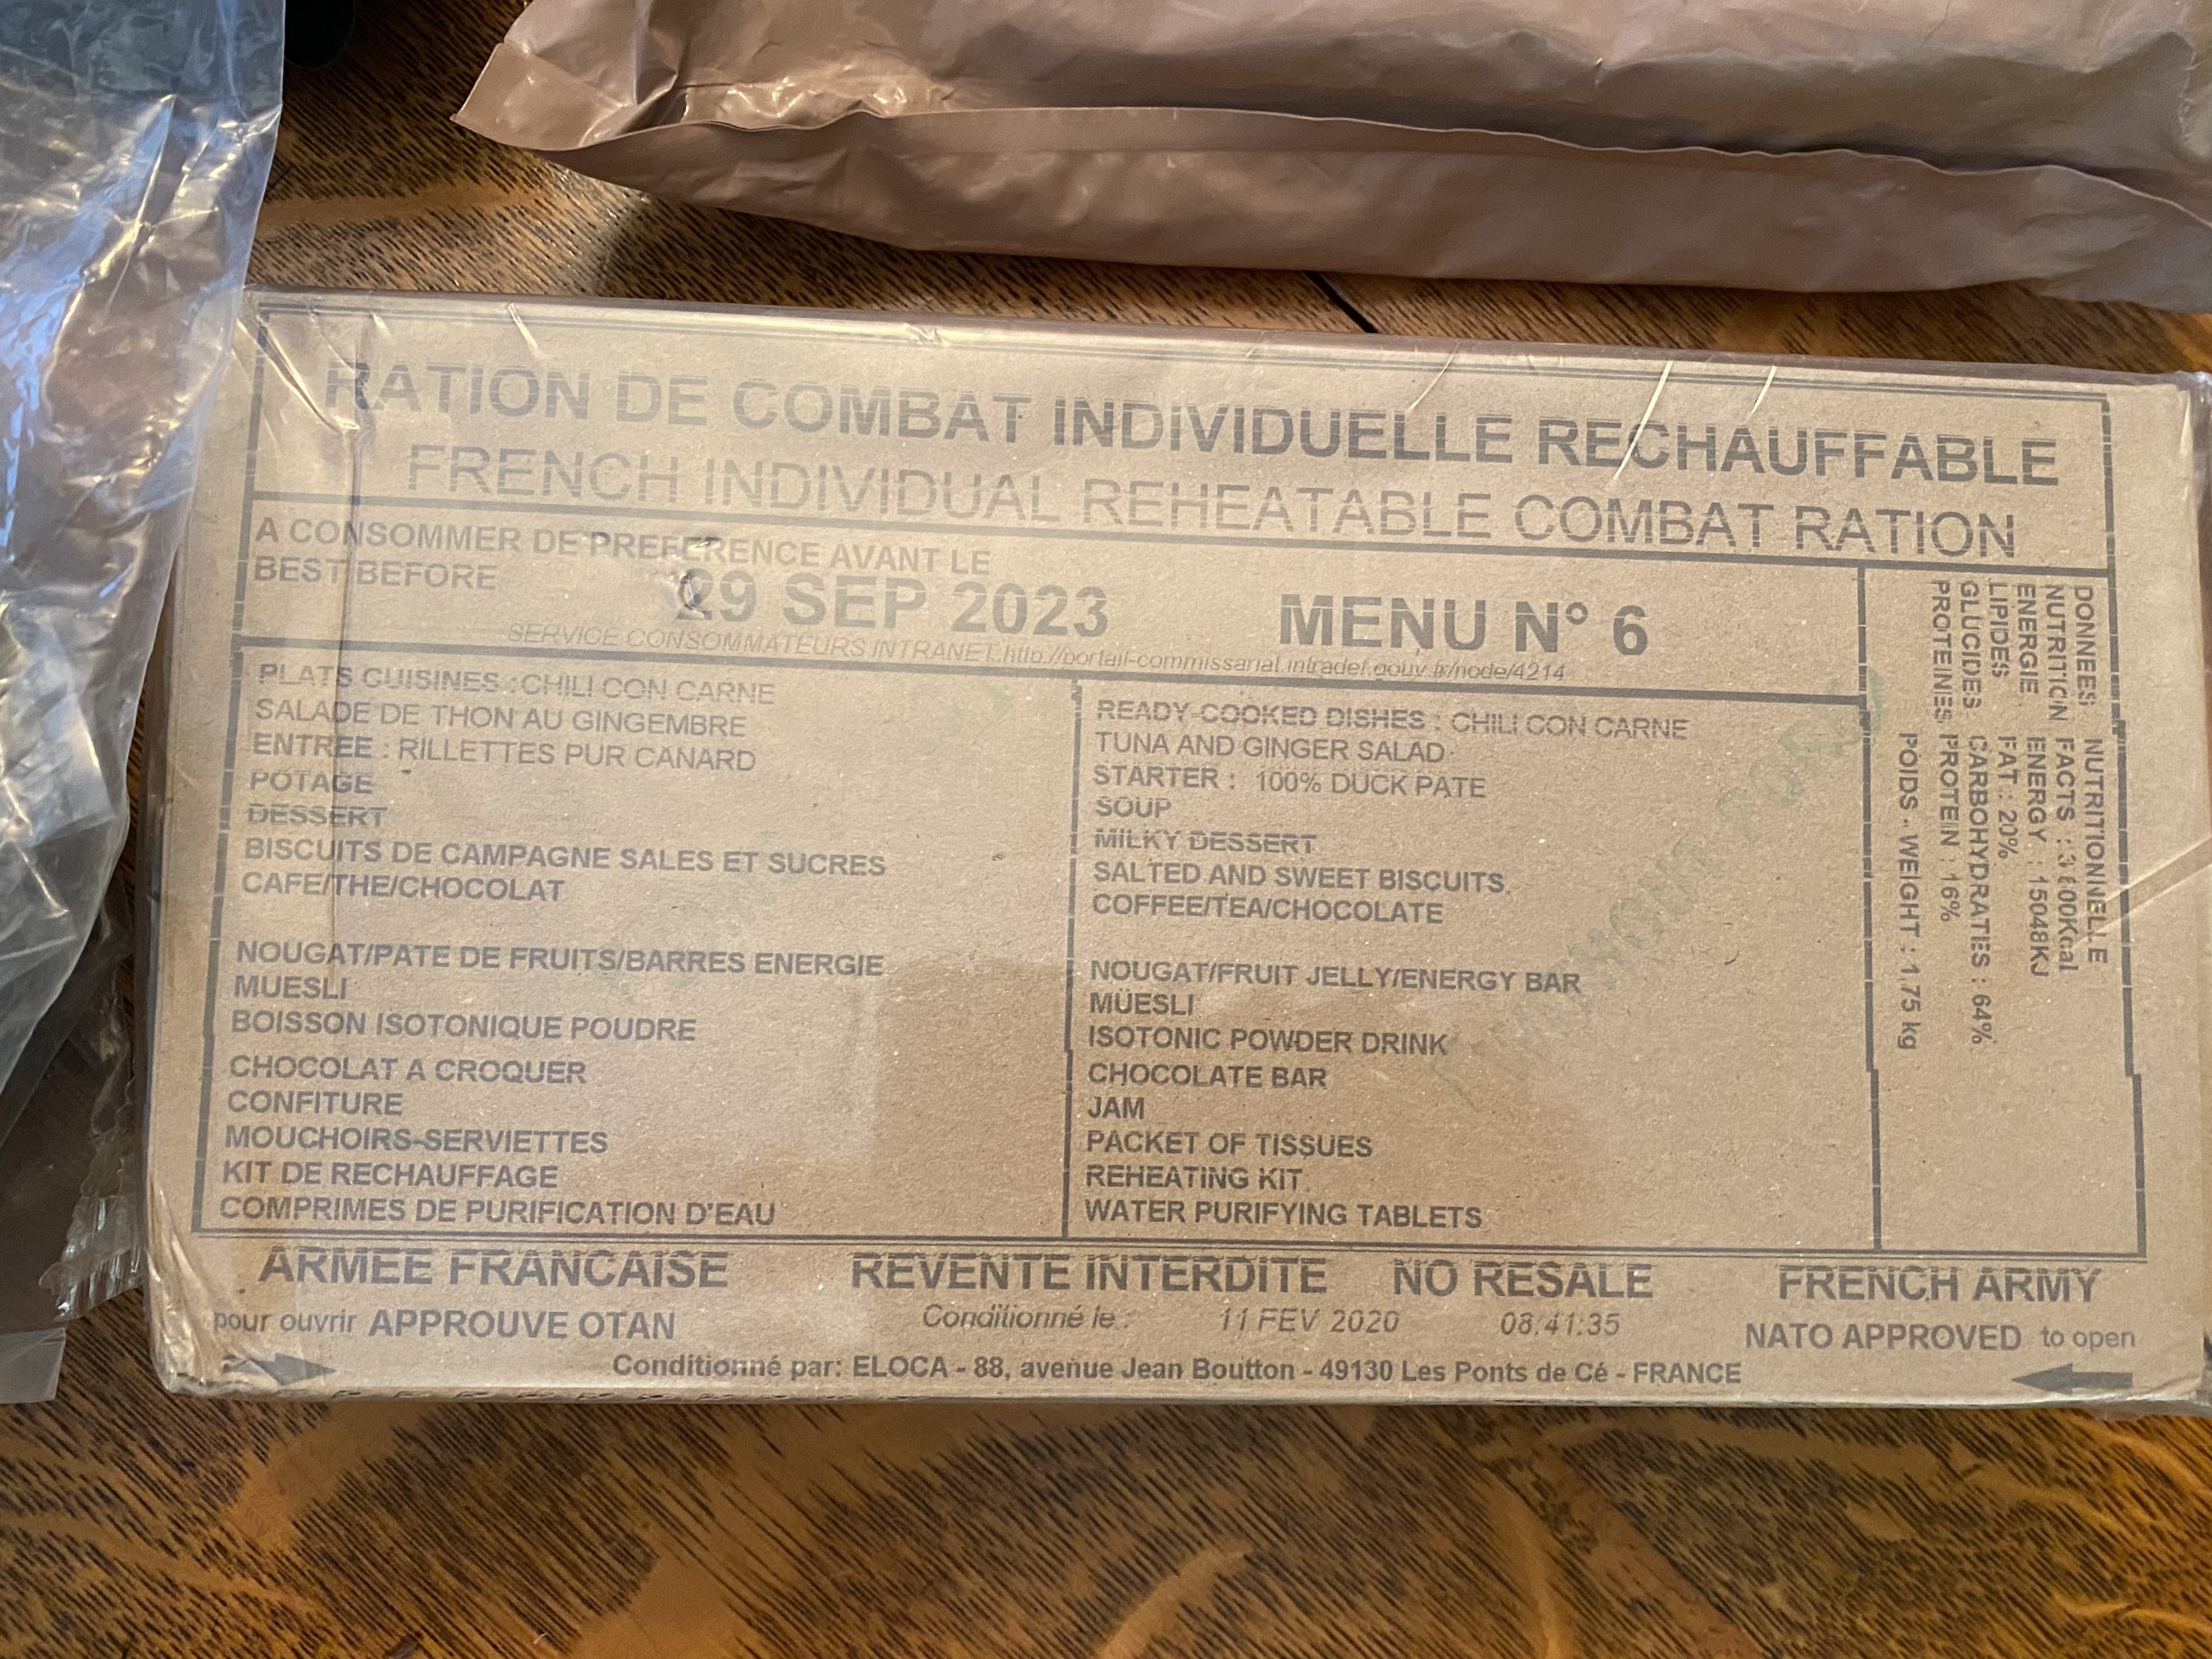 RATION DE COMBAT INDIVIDUELLE RECHAUFFABLE
FRENCH INDIVIDUAL REHEATABLE COMBAT RATION
A CONSOMMER DE PREFERENCE AVANT LE
BEST BEFORE
29 SEP 2023
MENU N° 6
SERVICE CONSOMMATEURS INTRANET:http://portail-commissariat.intradef.gouv.fr/node/4214
PLATS CUISINES : CHILI CON CARNE
SALADE DE THON AU GINGEMBRE
ENTREE : RILLETTES PUR CANARD
POTAGE
DESSERT
BISCUITS DE CAMPAGNE SALES ET SUCRES
CAFE/THE/CHOCOLAT
NOUGAT/PATE DE FRUITS/BARRES ENERGIE
MUESLI
BOISSON ISOTONIQUE POUDRE
CHOCOLAT A CROQUER
CONFITURE
MOUCHOIRS-SERVIETTES
KIT DE RECHAUFFAGE
COMPRIMES DE PURIFICATION D'EAU
READY-COOKED DISHES : CHILI CON CARNE
TUNA AND GINGER SALAD
STARTER : 100% DUCK PATE
SOUP
MILKY DESSERT
SALTED AND SWEET BISCUITS
COFFEE/TEA/CHOCOLATE
NOUGAT/FRUIT JELLY/ENERGY BAR
MÜESLI
ISOTONIC POWDER DRINK
CHOCOLATE BAR
JAM
PACKET OF TISSUES
REHEATING KIT
WATER PURIFYING TABLETS
DONNEES NUTRITIONNELLE
NUTRITION FACTS : 3600Kcal
ENERGIE ENERGY : 15048KJ
LIPIDES FAT : 20%
GLUCIDES CARBOHYDRATIES : 64%
PROTEINES PROTEIN : 16%
POIDS - WEIGHT : 1.75 kg
ARMEE FRANCAISE REVENTE INTERDITE NO RESALE FRENCH ARMY
pour ouvrir APPROUVE OTAN Conditionné le : 11 FEV 2020 08:41:35 NATO APPROVED to open
Conditionné par: ELOCA - 88, avenue Jean Boutton - 49130 Les Ponts de Cé - FRANCE